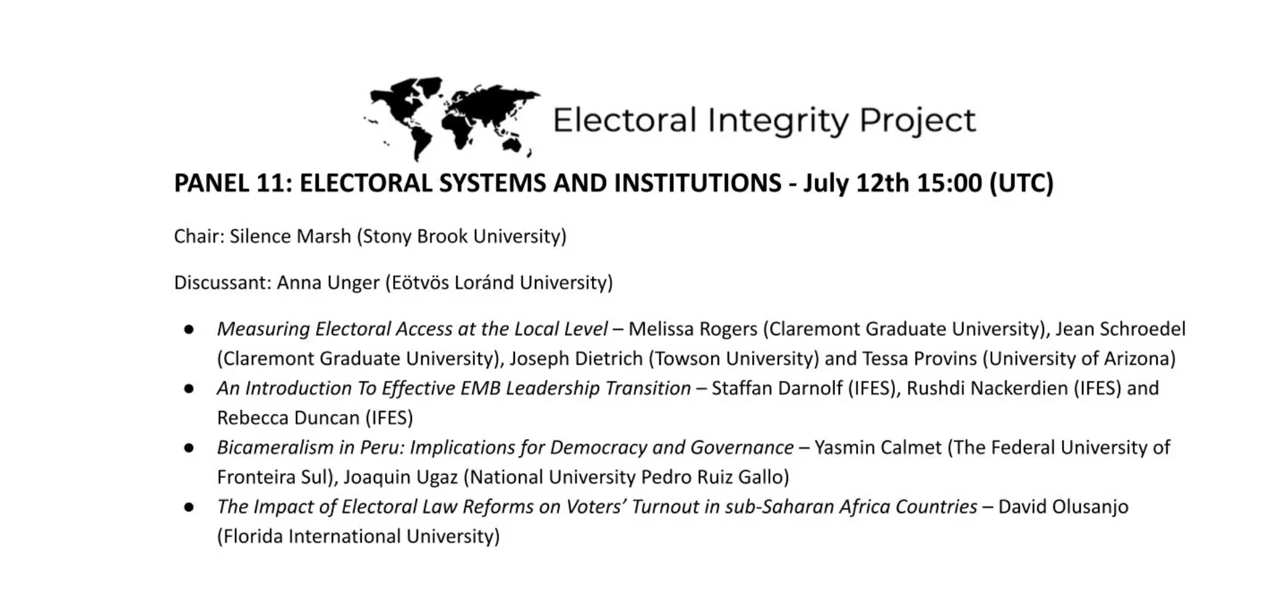 Electoral Integrity Project
PANEL 11: ELECTORAL SYSTEMS AND INSTITUTIONS - July 12th 15:00 (UTC)
Chair: Silence Marsh (Stony Brook University)
Discussant: Anna Unger (Eötvös Loránd University)
● Measuring Electoral Access at the Local Level – Melissa Rogers (Claremont Graduate University), Jean Schroedel
(Claremont Graduate University), Joseph Dietrich (Towson University) and Tessa Provins (University of Arizona)
● An Introduction To Effective EMB Leadership Transition – Staffan Darnolf (IFES), Rushdi Nackerdien (IFES) and
Rebecca Duncan (IFES)
● Bicameralism in Peru: Implications for Democracy and Governance – Yasmin Calmet (The Federal University of
Fronteira Sul), Joaquin Ugaz (National University Pedro Ruiz Gallo)
● The Impact of Electoral Law Reforms on Voters’ Turnout in sub-Saharan Africa Countries – David Olusanjo
(Florida International University)